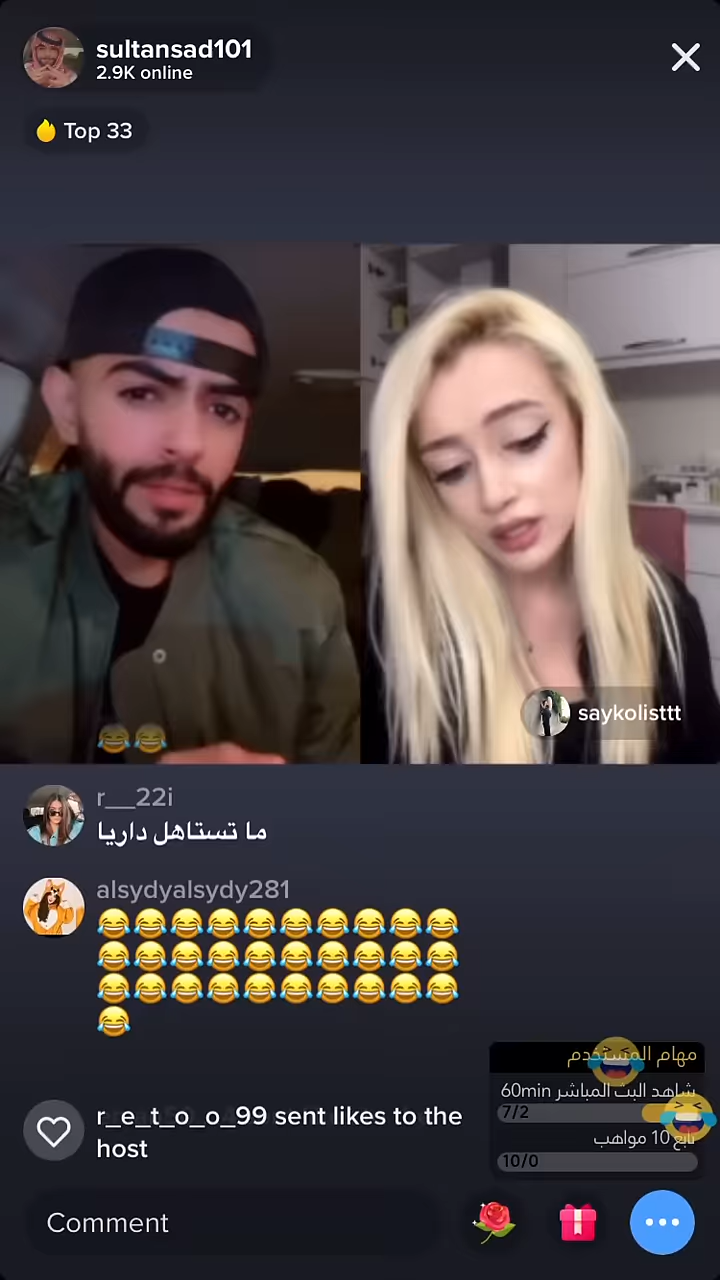 sultansad101
2.9K online
Top 33
saykolisttt
r__22i
ما تستاهل داريا
alsydyalsydy281
r_e_t_o_o_99 sent likes to the
host
مهام المستخدم
شاهد البث المباشر 60min
7/2
تابع 10 مواهب
10/0
Comment